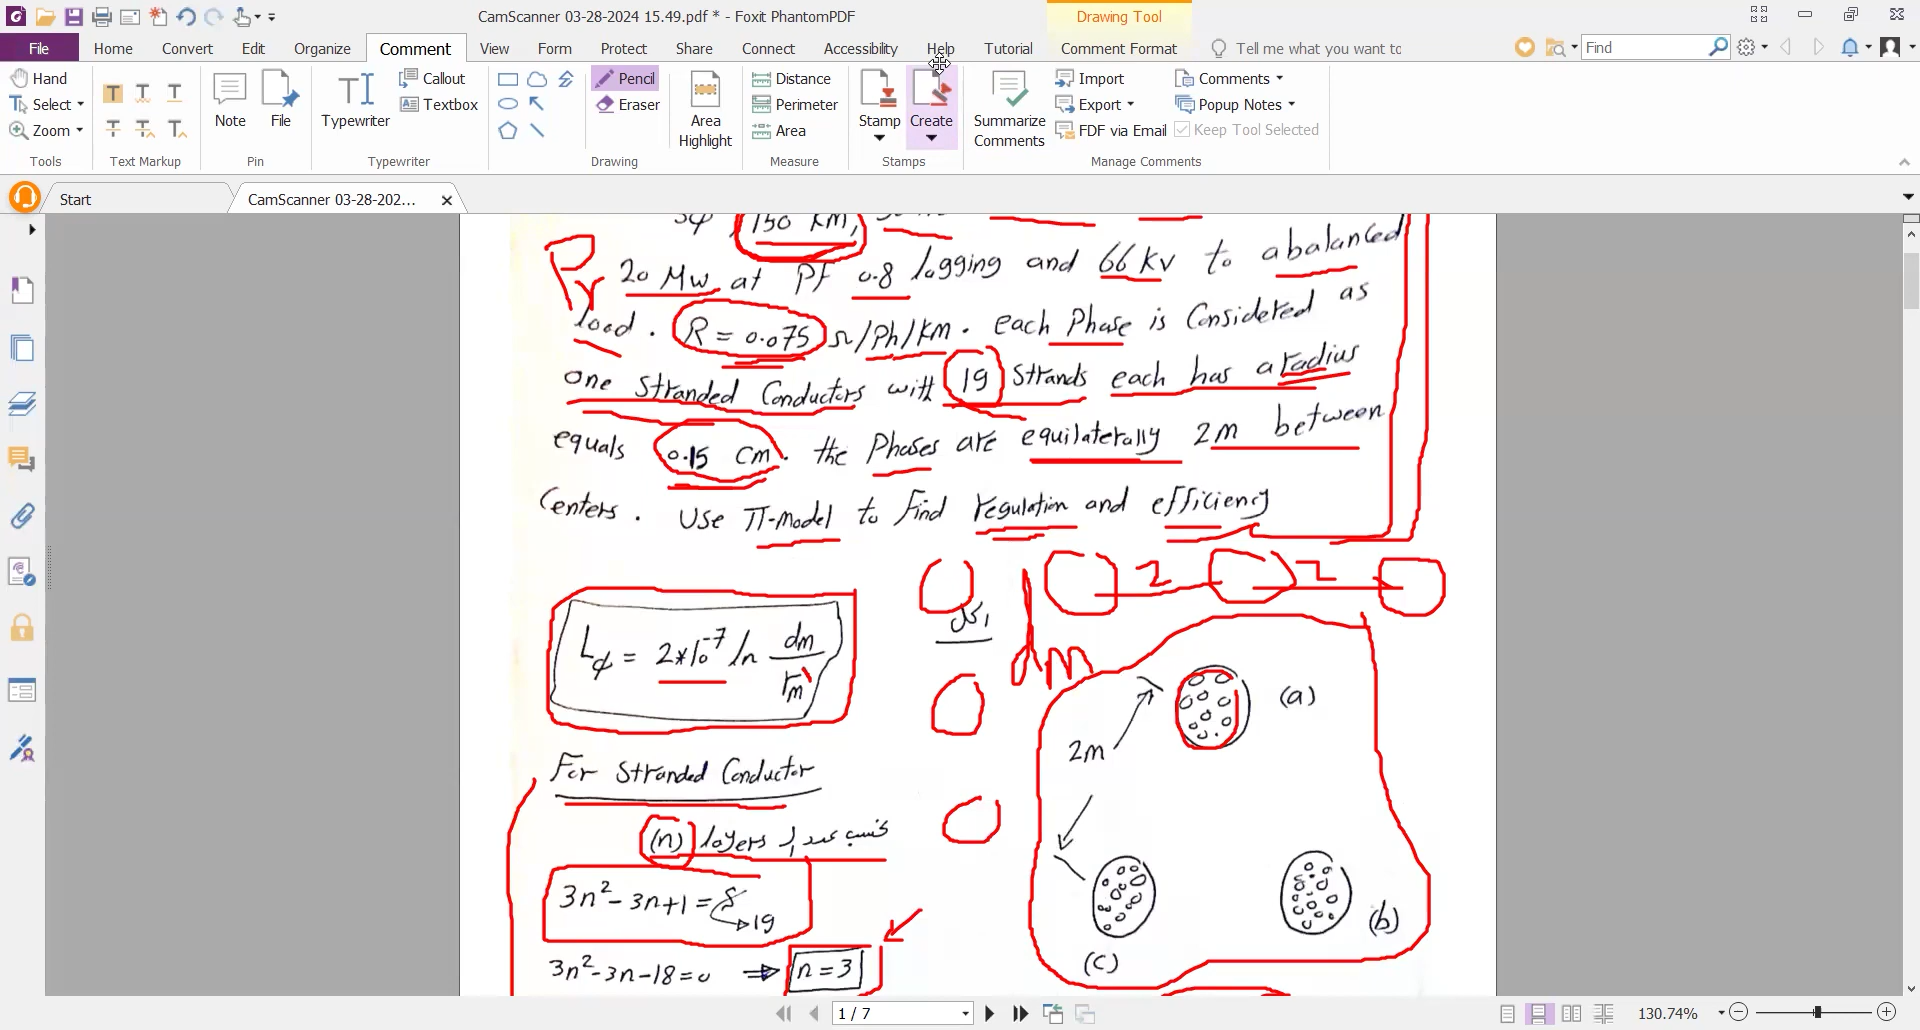 CamScanner 03-28-2024 15.49.pdf * - Foxit PhantomPDF
Drawing Tool
File Home Convert Edit Organize Comment View Form Protect Share Connect Accessibility Help Tutorial Comment Format Tell me what you want to Find
Hand
Select
Zoom
Tools
T T T
T T T
Text Markup
Note
File
Pin
Typewriter
Callout
Textbox
Typewriter
Pencil
Eraser
Drawing
Area Highlight
Distance
Perimeter
Area
Measure
Stamp
Create
Stamps
Summarize Comments
Import
Export
FDF via Email
Comments
Popup Notes
Keep Tool Selected
Manage Comments
Start
CamScanner 03-28-202...
3φ, 150 km,
Pr 20 Mw at PF 0.8 lagging and 66 kv to a balanced
load. R = 0.075 Ω/Ph/km. each Phase is Considered as
one Stranded Conductors with 19 Strands each has a radius
equals 0.15 cm. the Phases are equilaterally 2m between
Centers. Use π-model to Find regulation and efficiency
2 2
dm
Lφ = 2*10⁻⁷ ln dm/r'm
(a)
2m
For Stranded Conductor
(n) layers
3n² - 3n + 1 = 8
19
(b)
(c)
3n² - 3n - 18 = 0 ⇒ n = 3
1 / 7
130.74%